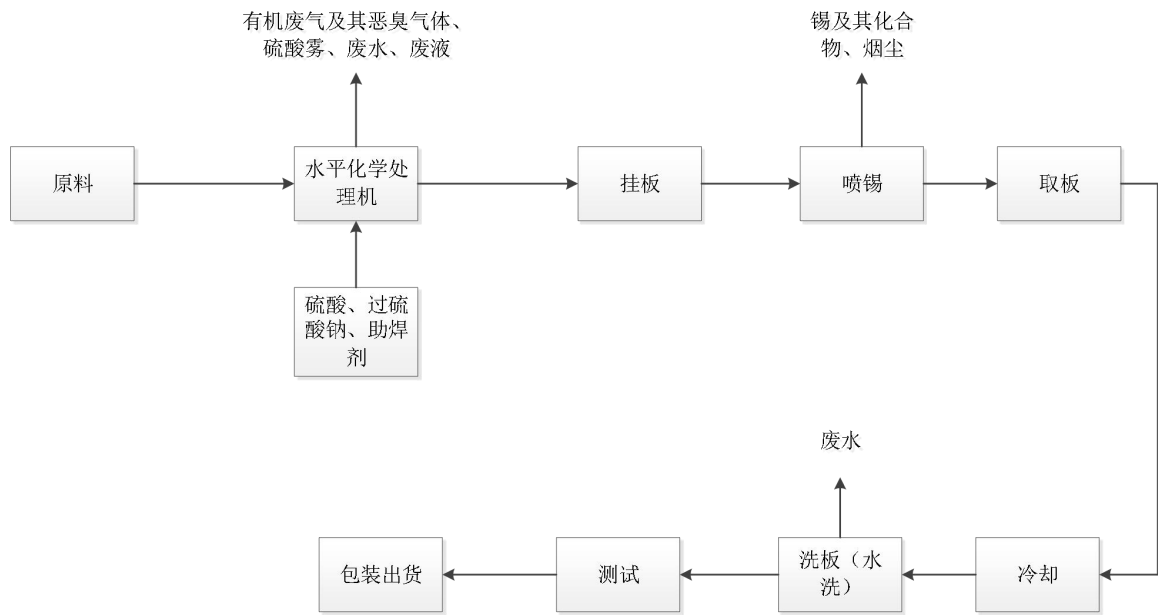 有机废气及其恶臭气体、
硫酸雾、废水、废液
锡及其化合
物、烟尘
原料
水平化学处
理机
挂板
喷锡
取板
硫酸、过硫
酸钠、助焊
剂
废水
包装出货
测试
洗板（水
洗）
冷却